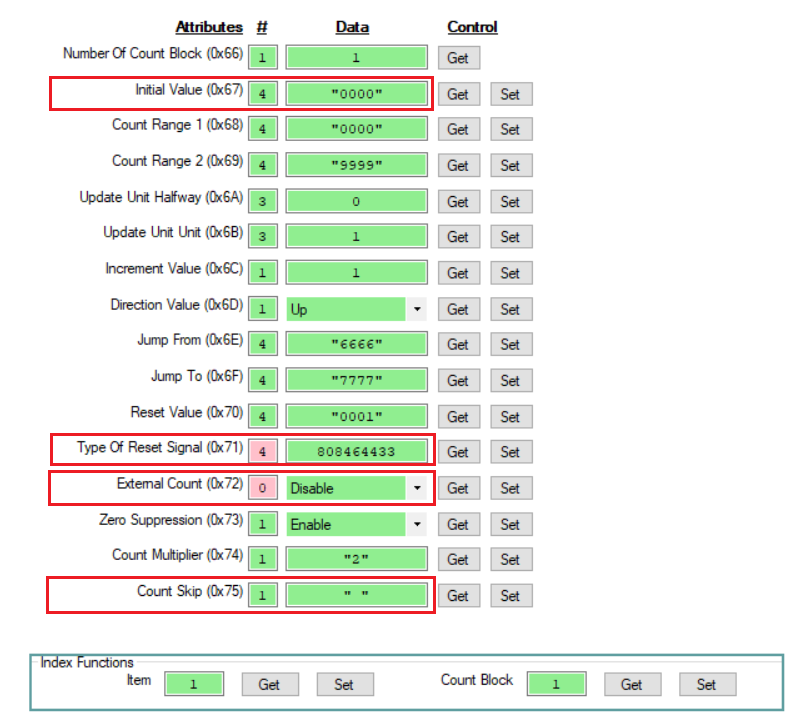 Attributes # Data Control
Number Of Count Block (0x66) 1 1 Get
Initial Value (0x67) 4 "0000" Get Set
Count Range 1 (0x68) 4 "0000" Get Set
Count Range 2 (0x69) 4 "9999" Get Set
Update Unit Halfway (0x6A) 3 0 Get Set
Update Unit Unit (0x6B) 3 1 Get Set
Increment Value (0x6C) 1 1 Get Set
Direction Value (0x6D) 1 Up Get Set
Jump From (0x6E) 4 "6666" Get Set
Jump To (0x6F) 4 "7777" Get Set
Reset Value (0x70) 4 "0001" Get Set
Type Of Reset Signal (0x71) 4 808464433 Get Set
External Count (0x72) 0 Disable Get Set
Zero Suppression (0x73) 1 Enable Get Set
Count Multiplier (0x74) 1 "2" Get Set
Count Skip (0x75) 1 " " Get Set
Index Functions
Item 1 Get Set Count Block 1 Get Set